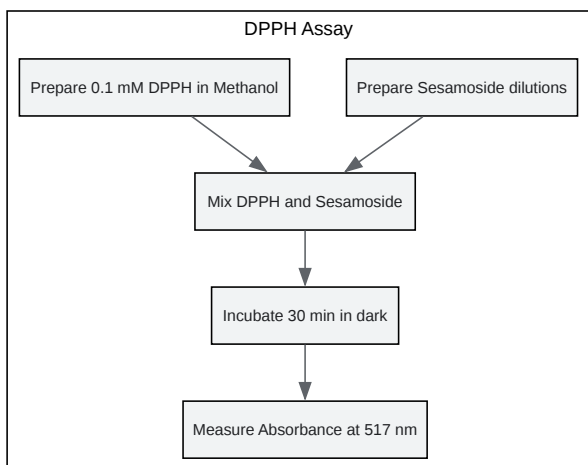 DPPH Assay
Prepare 0.1 mM DPPH in Methanol
Prepare Sesamoside dilutions
Mix DPPH and Sesamoside
Incubate 30 min in dark
Measure Absorbance at 517 nm